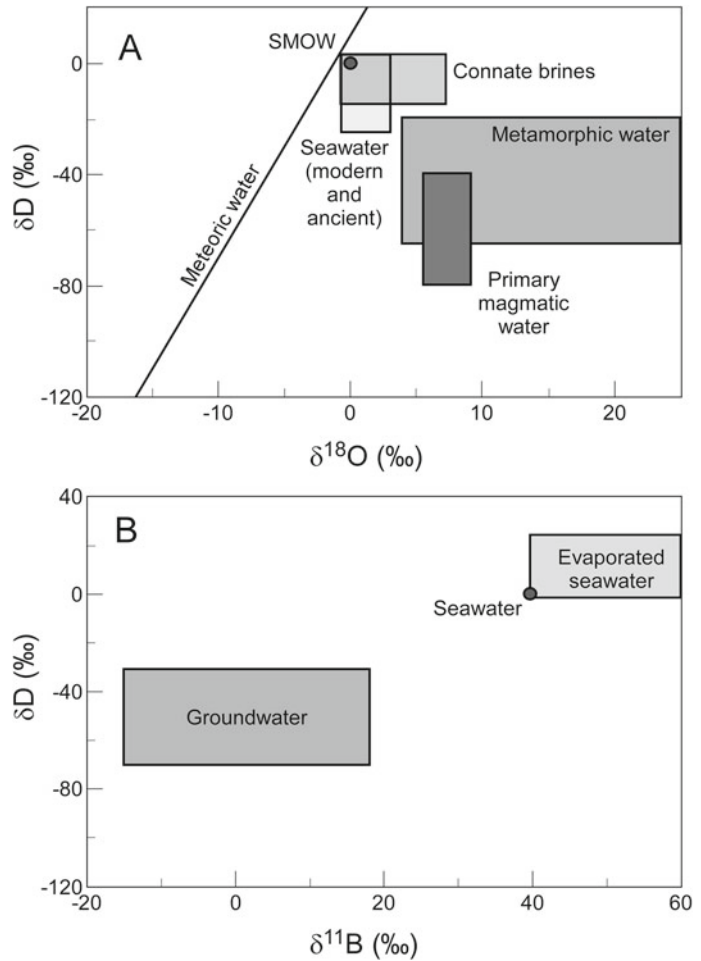 A
SMOW
Connate brines
Metamorphic water
Seawater
(modern
and
ancient)
Meteoric water
Primary
magmatic
water
δD (‰)
0
-40
-80
-120
-20
-10
0
10
20
δ¹⁸O (‰)
B
Evaporated
seawater
Seawater
Groundwater
δD (‰)
40
0
-40
-80
-120
-20
0
20
40
60
δ¹¹B (‰)